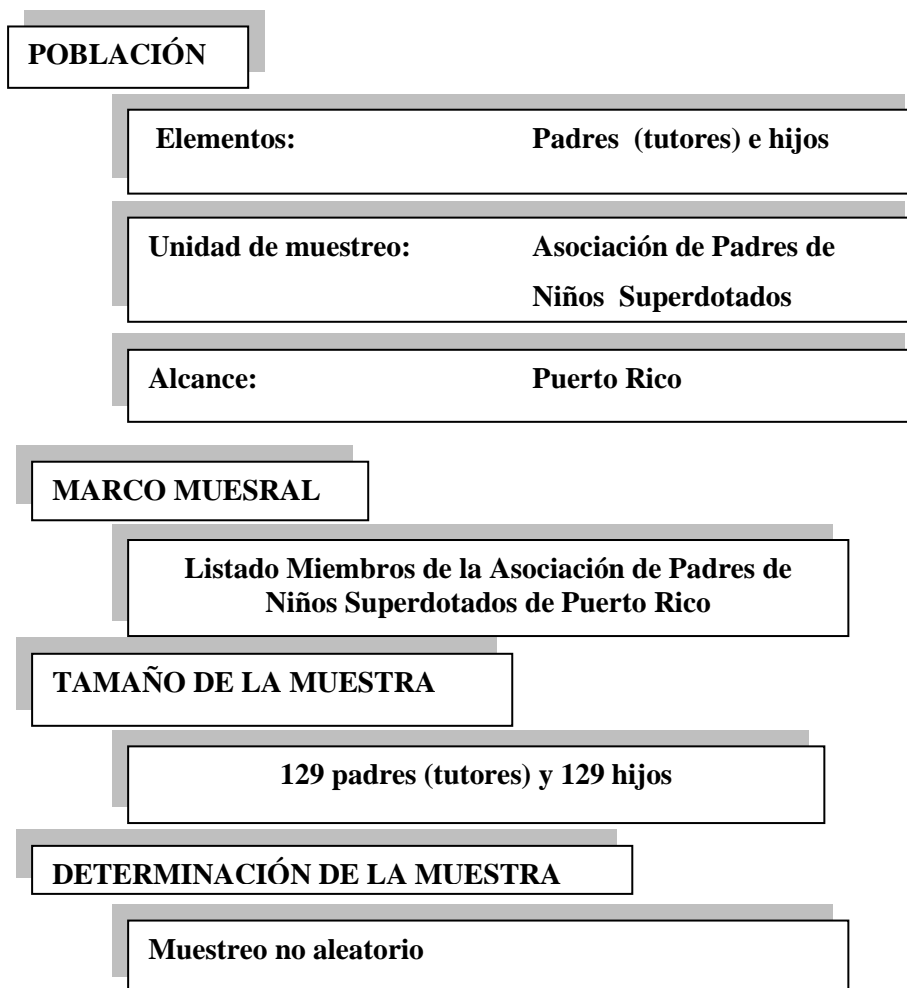 POBLACIÓN
Elementos: Padres (tutores) e hijos
Unidad de muestreo: Asociación de Padres de
Niños Superdotados
Alcance: Puerto Rico
MARCO MUESRAL
Listado Miembros de la Asociación de Padres de
Niños Superdotados de Puerto Rico
TAMAÑO DE LA MUESTRA
129 padres (tutores) y 129 hijos
DETERMINACIÓN DE LA MUESTRA
Muestreo no aleatorio